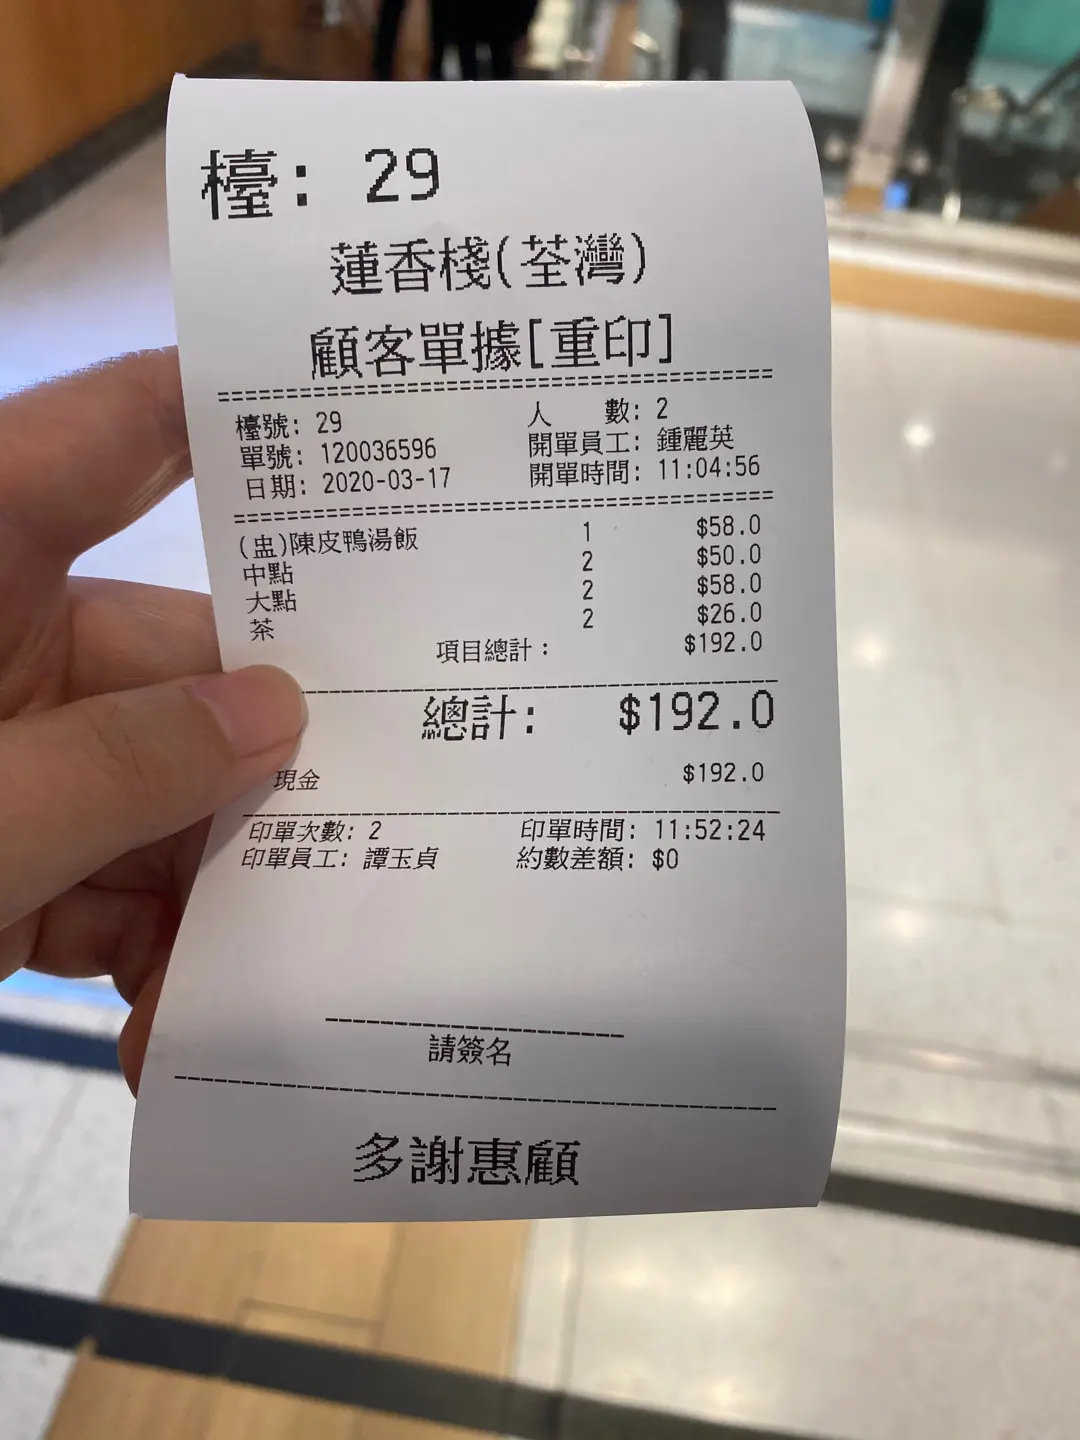 檯: 29
蓮香棧(荃灣)
顧客單據[重印]
檯號: 29 人 數: 2
單號: 120036596 開單員工: 鍾麗英
日期: 2020-03-17 開單時間: 11:04:56
(盅)陳皮鴨湯飯 1 $58.0
中點 2 $50.0
大點 2 $58.0
茶 2 $26.0
項目總計: $192.0
總計: $192.0
現金 $192.0
印單次數: 2 印單時間: 11:52:24
印單員工: 譚玉貞 約數差額: $0
請簽名
多謝惠顧